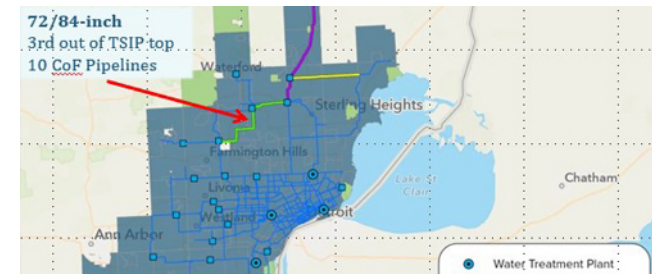 72/84-inch
3rd out of TSIP top
10 CoF Pipelines
Waterford
Sterling Heights
Farmington Hills
Lake St
Clair
Chatham
Livonia
Westland
Detroit
Ann Arbor
Water Treatment Plant